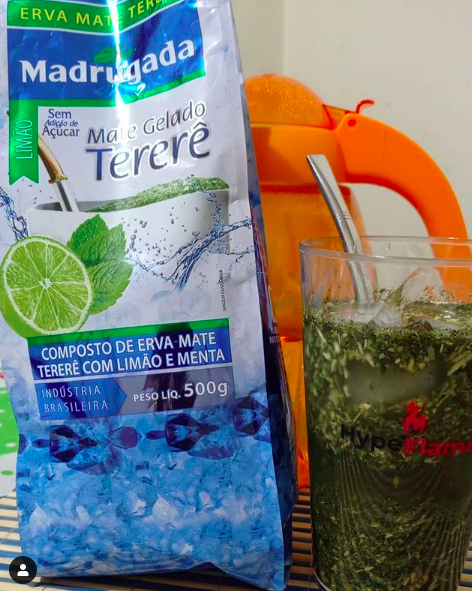 ERVA MATE TERERÊ
Madrugada
LIMÃO
Sem
Adição de
Açúcar
Mate Gelado
Tererê
COMPOSTO DE ERVA-MATE
TERERÊ COM LIMÃO E MENTA
INDÚSTRIA
BRASILEIRA
PESO LÍQ. 500g
HypeFlame